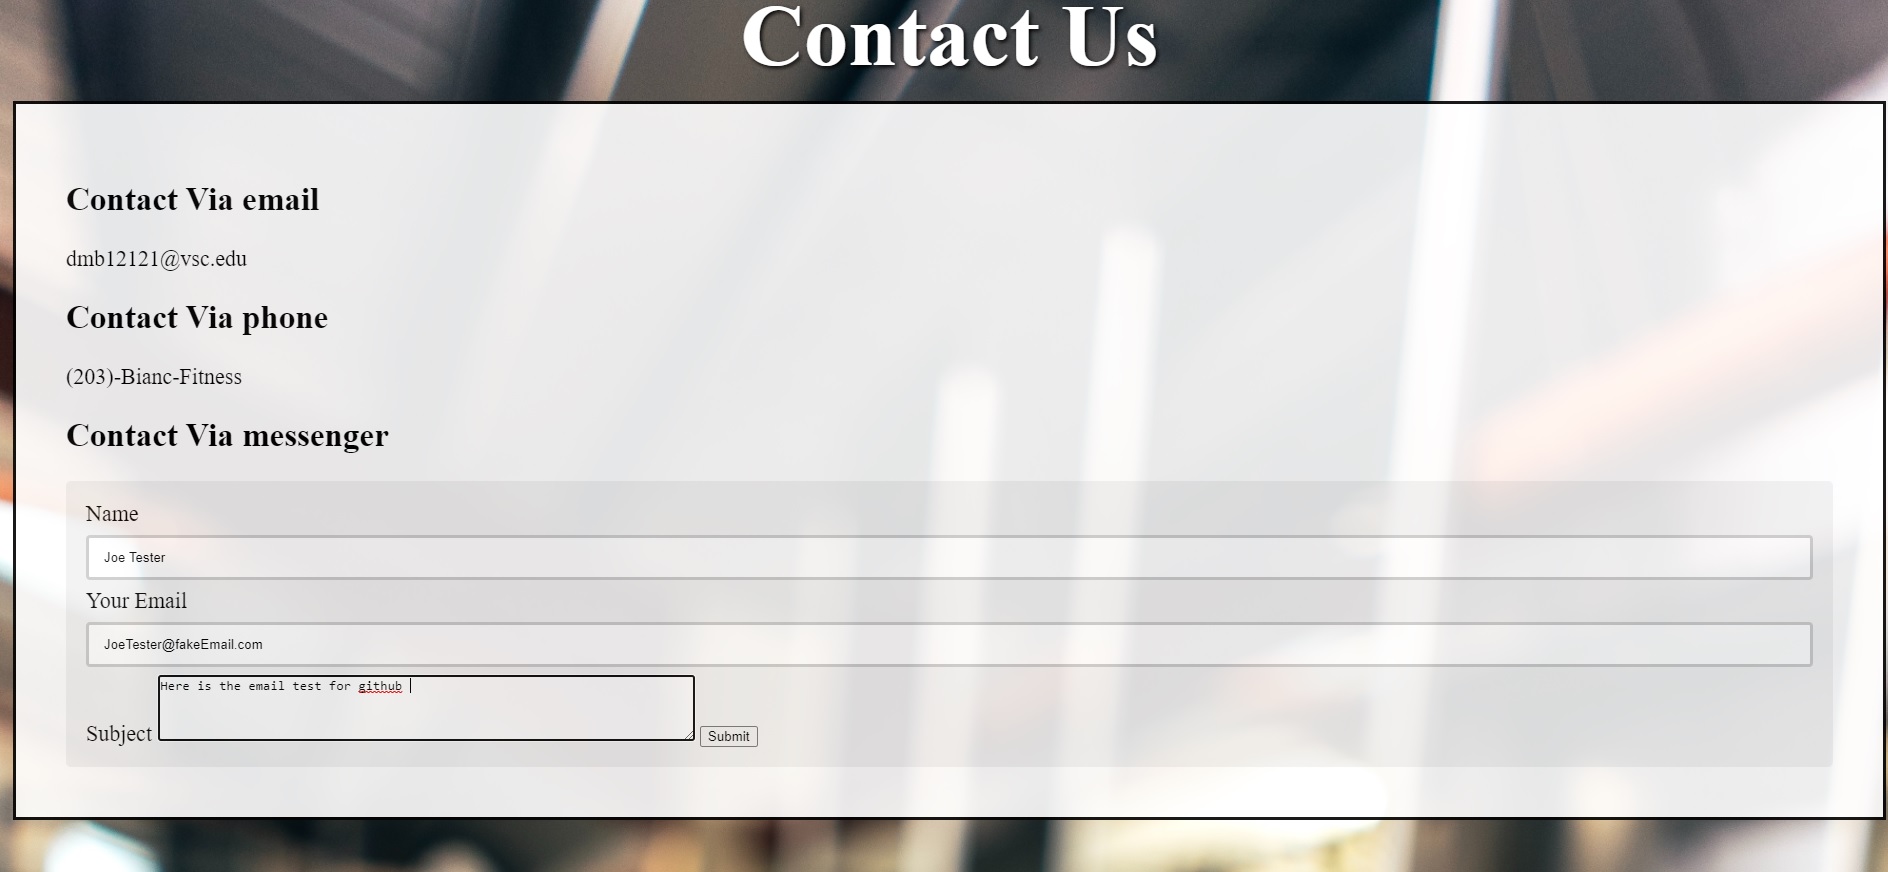 Contact Us
Contact Via email
dmb12121@vsc.edu
Contact Via phone
(203)-Bianc-Fitness
Contact Via messenger
Name
Joe Tester
Your Email
JoeTester@fakeEmail.com
Here is the email test for github
Subject
Submit